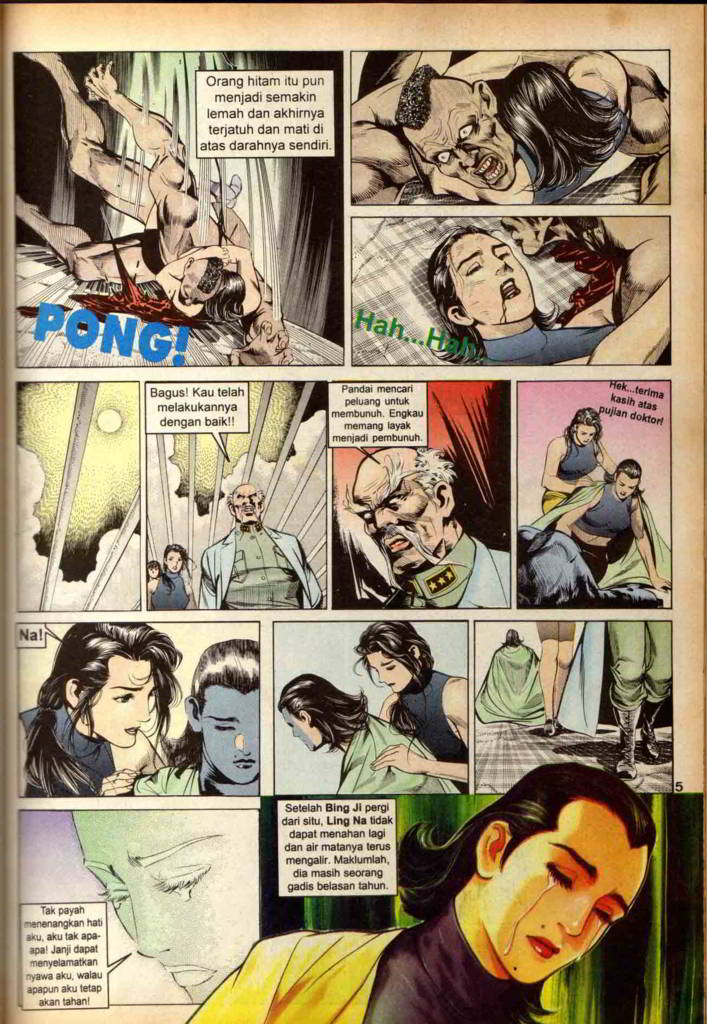 Orang hitam itu pun
menjadi semakin
lemah dan akhirnya
terjatuh dan mati di
atas darahnya sendiri.
PONG!
Hah...Hah...
Bagus! Kau telah
melakukannya
dengan baik!!
Pandai mencari
peluang untuk
membunuh. Engkau
memang layak
menjadi pembunuh.
Hek...terima
kasih atas
pujian doktor!
Na!
5
Setelah Bing Ji pergi
dari situ, Ling Na tidak
dapat menahan lagi
dan air matanya terus
mengalir. Maklumlah,
dia masih seorang
gadis belasan tahun.
Tak payah
menenangkan hati
aku, aku tak apa-
apa! Janji dapat
menyelamatkan
nyawa aku, walau
apapun aku tetap
akan tahan!